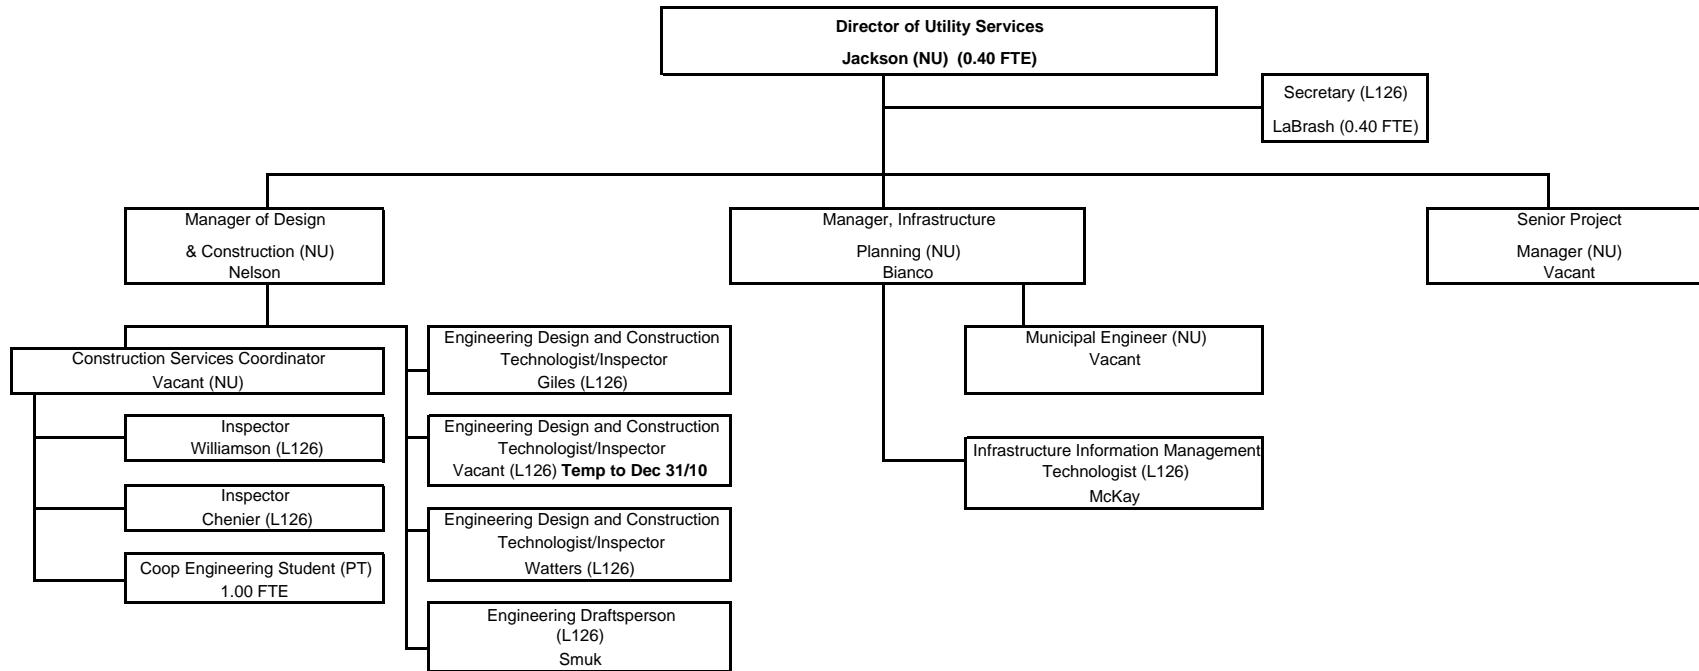 Director of Utility Services
Jackson (NU) (0.40 FTE)
Secretary (L126)
LaBrash (0.40 FTE)
Manager of Design
& Construction (NU)
Nelson
Manager, Infrastructure
Planning (NU)
Bianco
Senior Project
Manager (NU)
Vacant
Construction Services Coordinator
Vacant (NU)
Inspector
Williamson (L126)
Inspector
Chenier (L126)
Coop Engineering Student (PT)
1.00 FTE
Engineering Design and Construction
Technologist/Inspector
Giles (L126)
Engineering Design and Construction
Technologist/Inspector
Vacant (L126) Temp to Dec 31/10
Engineering Design and Construction
Technologist/Inspector
Watters (L126)
Engineering Draftsperson
(L126)
Smuk
Municipal Engineer (NU)
Vacant
Infrastructure Information Management
Technologist (L126)
McKay